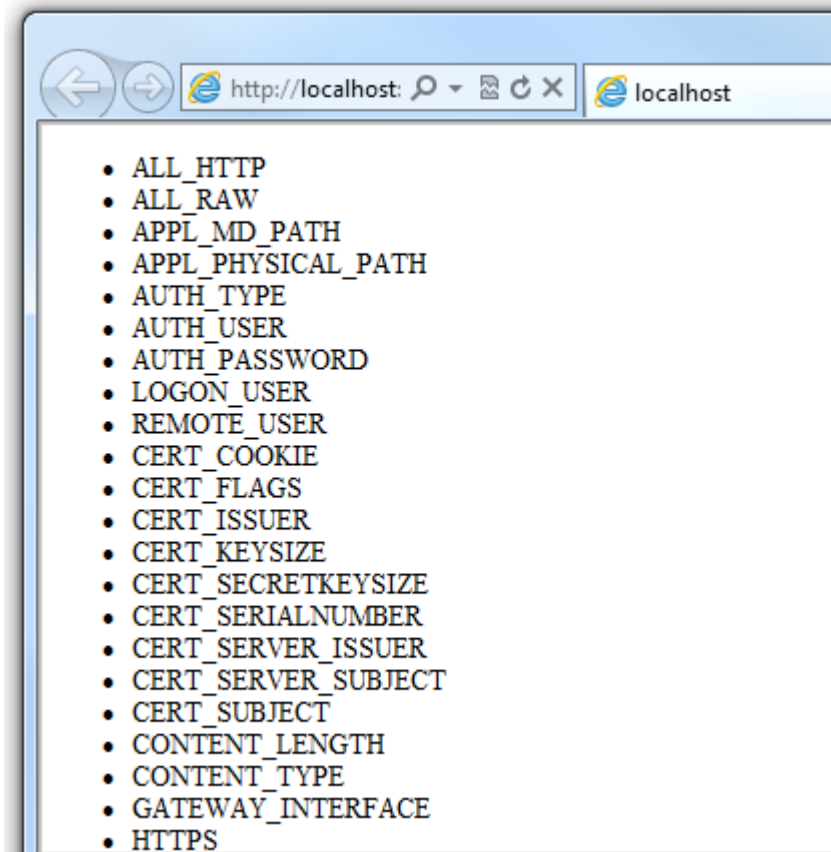 http://localhost:
localhost
ALL_HTTP
ALL_RAW
APPL_MD_PATH
APPL_PHYSICAL_PATH
AUTH_TYPE
AUTH_USER
AUTH_PASSWORD
LOGON_USER
REMOTE_USER
CERT_COOKIE
CERT_FLAGS
CERT_ISSUER
CERT_KEYSIZE
CERT_SECRETKEYSIZE
CERT_SERIALNUMBER
CERT_SERVER_ISSUER
CERT_SERVER_SUBJECT
CERT_SUBJECT
CONTENT_LENGTH
CONTENT_TYPE
GATEWAY_INTERFACE
HTTPS